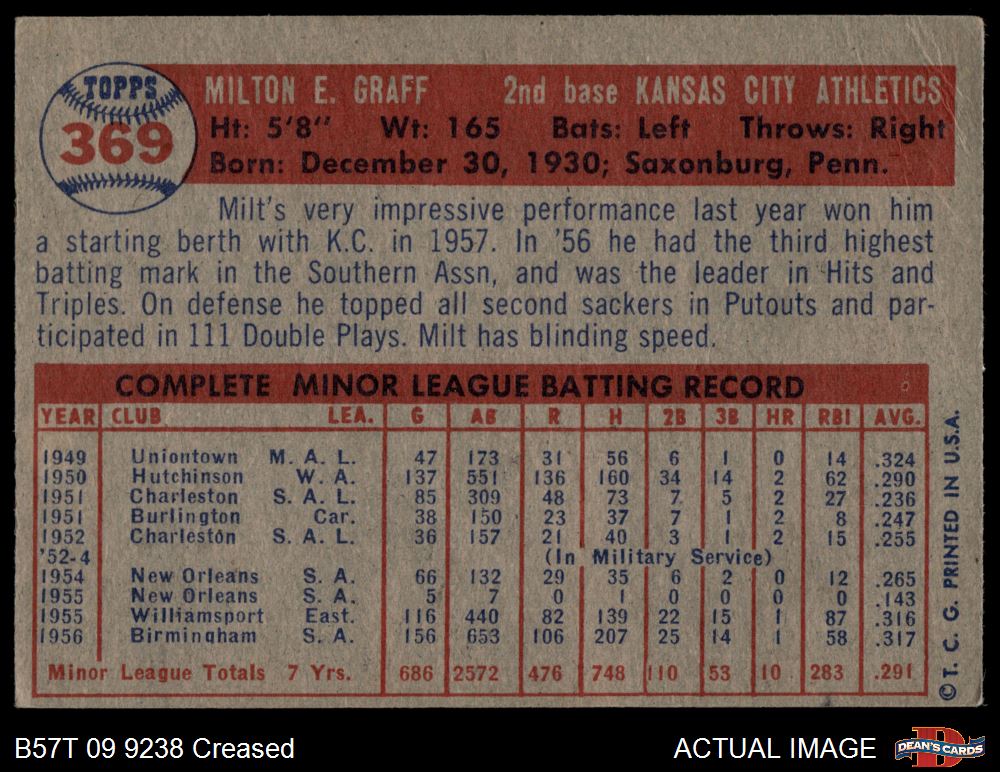 TOPPS
369
MILTON E. GRAFF 2nd base KANSAS CITY ATHLETICS
Ht: 5'8" Wt: 165 Bats: Left Throws: Right
Born: December 30, 1930; Saxonburg, Penn.
Milt's very impressive performance last year won him
a starting berth with K.C. in 1957. In '56 he had the third highest
batting mark in the Southern Assn, and was the leader in Hits and
Triples. On defense he topped all second sackers in Putouts and par-
ticipated in 111 Double Plays. Milt has blinding speed.
COMPLETE MINOR LEAGUE BATTING RECORD
YEAR CLUB LEA. G AB R H 2B 3B HR RBI AVG.
1949 Uniontown M. A. L. 47 173 31 56 6 1 0 14 .324
1950 Hutchinson W. A. 137 551 136 160 34 14 2 62 .290
1951 Charleston S. A. L. 85 309 48 73 7 5 2 27 .236
1951 Burlington Car. 38 150 23 37 7 1 2 8 .247
1952 Charleston S. A. L. 36 157 21 40 3 1 2 15 .255
'52-4 (In Military Service)
1954 New Orleans S. A. 66 132 29 35 6 2 0 12 .265
1955 New Orleans S. A. 5 7 0 1 0 0 0 0 .143
1955 Williamsport East. 116 440 82 139 22 15 1 87 .316
1956 Birmingham S. A. 156 653 106 207 25 14 1 58 .317
Minor League Totals 7 Yrs. 686 2572 476 748 110 53 10 283 .291
© T. C. G. PRINTED IN U.S.A.
B57T 09 9238 Creased
ACTUAL IMAGE
DEAN'S CARDS